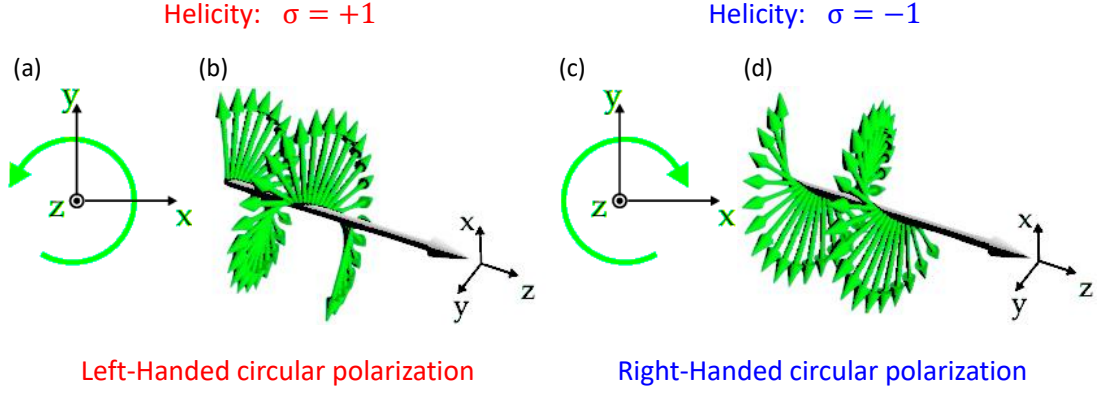 Helicity: σ = +1
Helicity: σ = −1
(a)
(b)
(c)
(d)
y
z
x
x
y
z
y
z
x
x
y
z
Left-Handed circular polarization
Right-Handed circular polarization